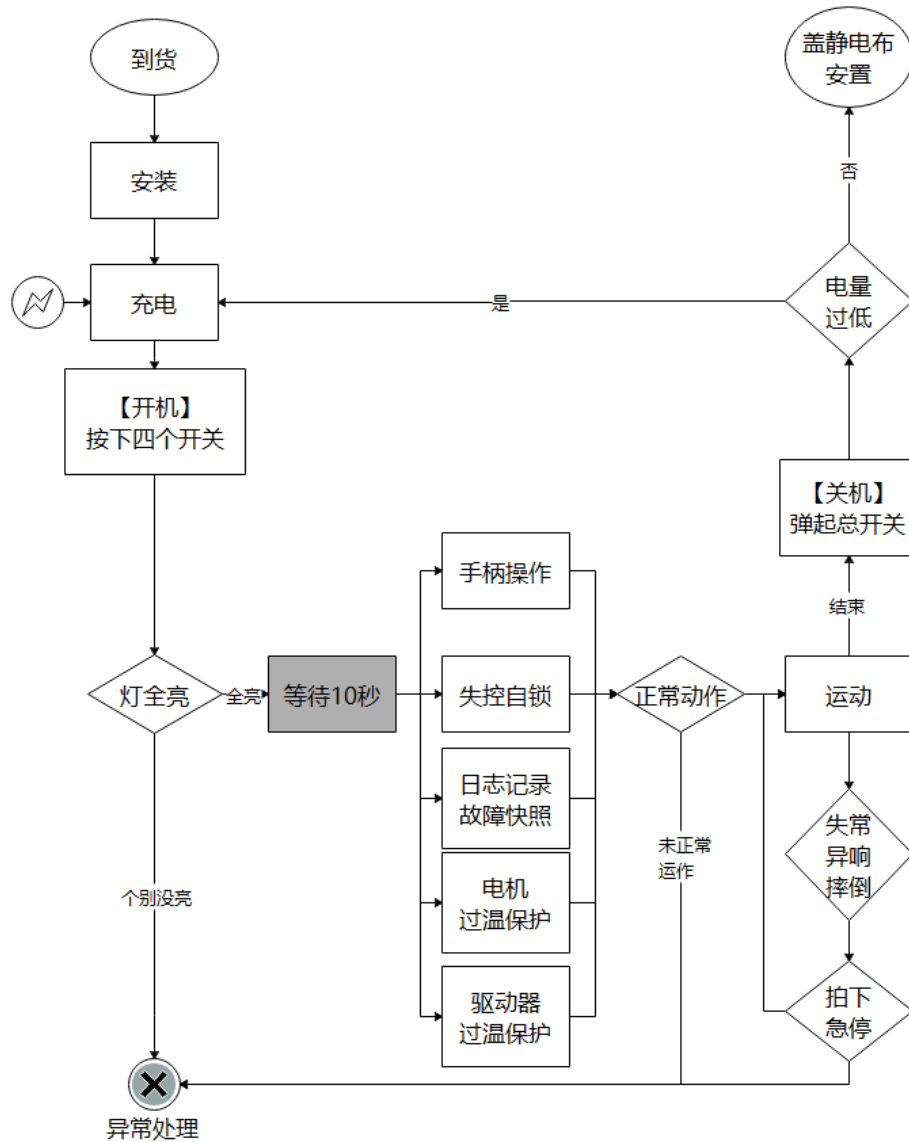 到货
安装
充电
【开机】
按下四个开关
灯全亮
全亮
等待10秒
手柄操作
失控自锁
日志记录
故障快照
电机
过温保护
驱动器
过温保护
正常动作
未正常
运作
个别没亮
异常处理
运动
失常
异响
摔倒
拍下
急停
结束
【关机】
弹起总开关
电量
过低
是
否
盖静电布
安置